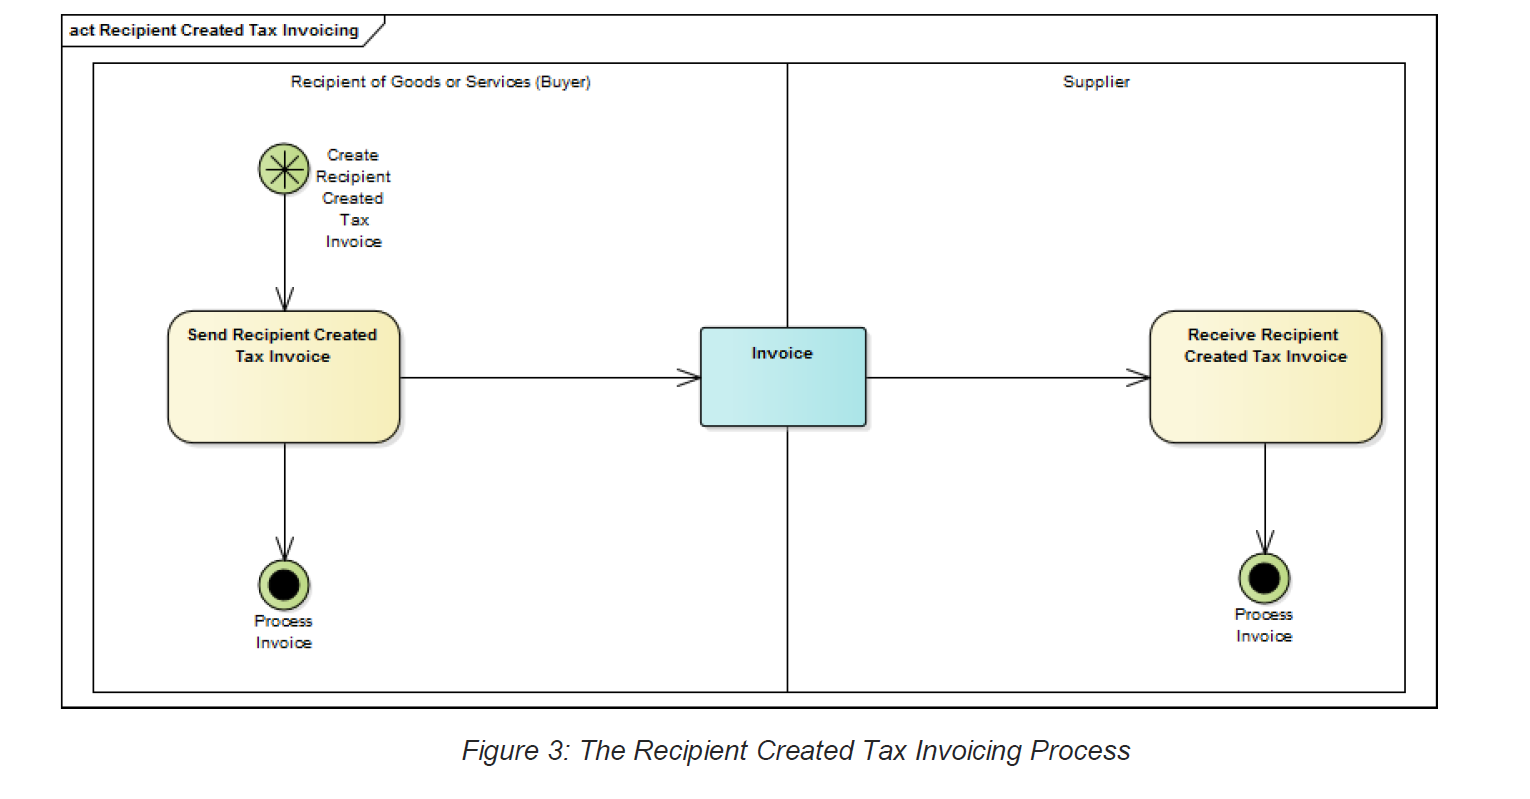 act Recipient Created Tax Invoicing
Recipient of Goods or Services (Buyer)
Supplier
Create
Recipient
Created
Tax
Invoice
Send Recipient Created
Tax Invoice
Invoice
Receive Recipient
Created Tax Invoice
Process
Invoice
Process
Invoice
Figure 3: The Recipient Created Tax Invoicing Process